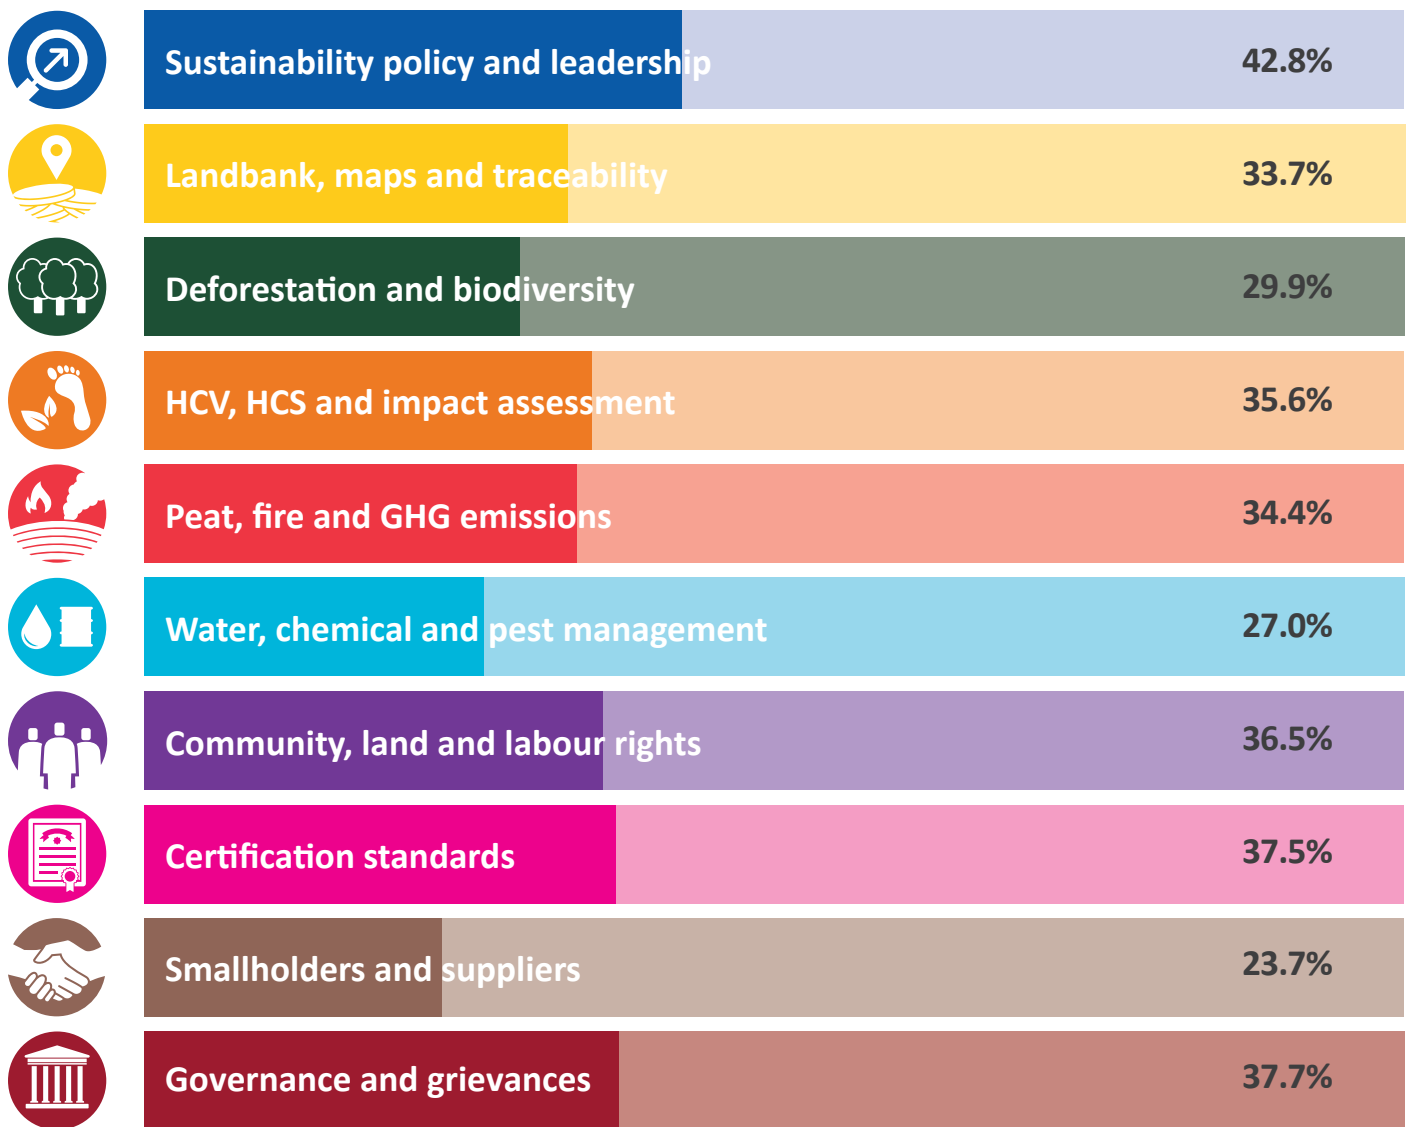 Sustainability policy and leadership 42.8%
Landbank, maps and traceability 33.7%
Deforestation and biodiversity 29.9%
HCV, HCS and impact assessment 35.6%
Peat, fire and GHG emissions 34.4%
Water, chemical and pest management 27.0%
Community, land and labour rights 36.5%
Certification standards 37.5%
Smallholders and suppliers 23.7%
Governance and grievances 37.7%